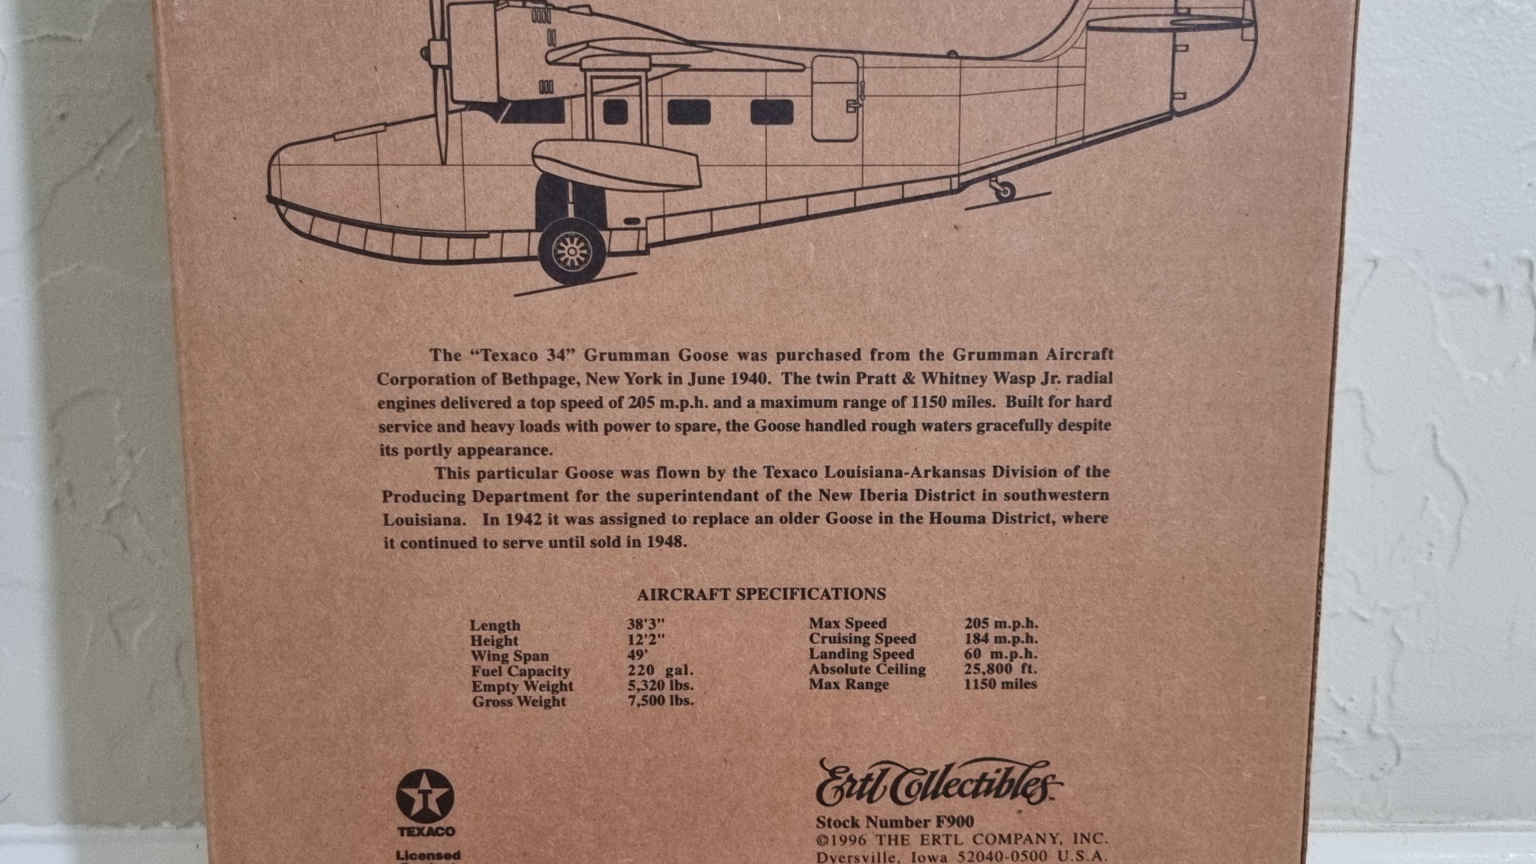 The “Texaco 34” Grumman Goose was purchased from the Grumman Aircraft
Corporation of Bethpage, New York in June 1940. The twin Pratt & Whitney Wasp Jr. radial
engines delivered a top speed of 205 m.p.h. and a maximum range of 1150 miles. Built for hard
service and heavy loads with power to spare, the Goose handled rough waters gracefully despite
its portly appearance.
This particular Goose was flown by the Texaco Louisiana-Arkansas Division of the
Producing Department for the superintendant of the New Iberia District in southwestern
Louisiana. In 1942 it was assigned to replace an older Goose in the Houma District, where
it continued to serve until sold in 1948.
AIRCRAFT SPECIFICATIONS
Length 38'3"
Height 12'2"
Wing Span 49'
Fuel Capacity 220 gal.
Empty Weight 5,320 lbs.
Gross Weight 7,500 lbs.
Max Speed 205 m.p.h.
Cruising Speed 184 m.p.h.
Landing Speed 60 m.p.h.
Absolute Ceiling 25,800 ft.
Max Range 1150 miles
T
TEXACO
Licensed
Ertl Collectibles
Stock Number F900
©1996 THE ERTL COMPANY, INC.
Dyersville, Iowa 52040-0500 U.S.A.